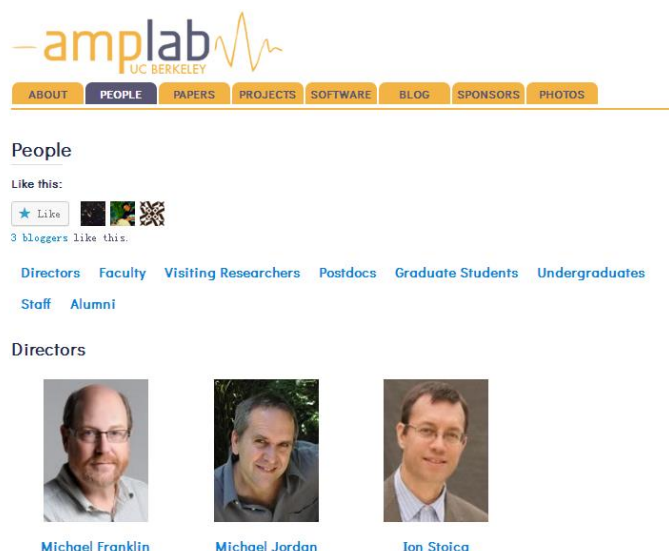 amplab
UC BERKELEY
ABOUT PEOPLE PAPERS PROJECTS SOFTWARE BLOG SPONSORS PHOTOS
People
Like this:
Like
3 bloggers like this.
Directors Faculty Visiting Researchers Postdocs Graduate Students Undergraduates
Staff Alumni
Directors
Michael Franklin Michael Jordan Ion Stoica